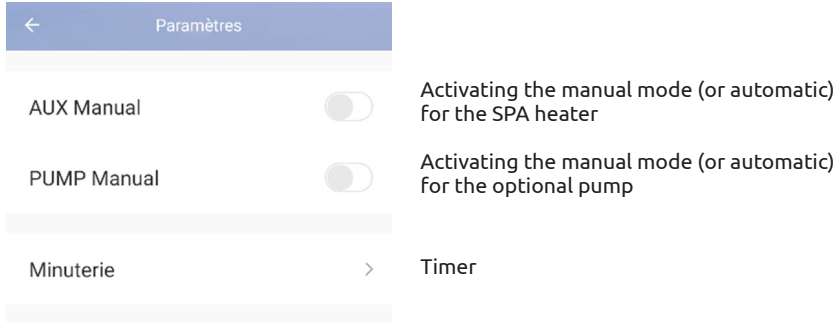 Paramètres
AUX Manual
Activating the manual mode (or automatic)
for the SPA heater
PUMP Manual
Activating the manual mode (or automatic)
for the optional pump
Minuterie
Timer